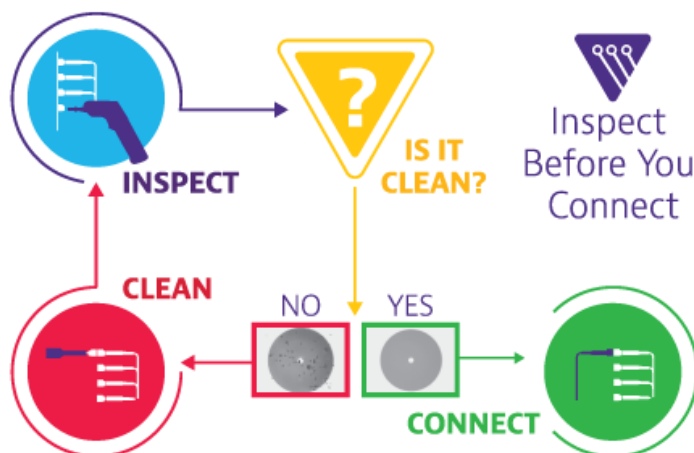 INSPECT
?
IS IT
CLEAN?
Inspect
Before You
Connect
CLEAN
NO
YES
CONNECT